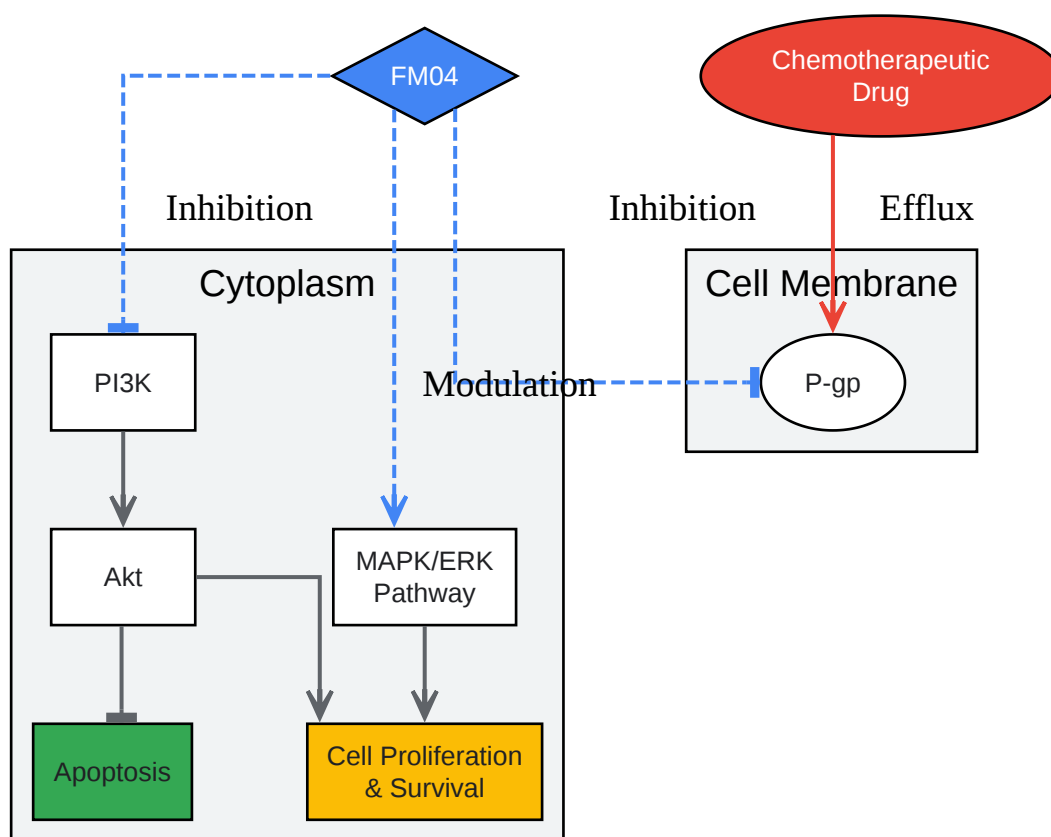 FM04
Chemotherapeutic
Drug
Inhibition
Inhibition
Efflux
Cytoplasm
Cell Membrane
PI3K
Modulation
P-gp
Akt
MAPK/ERK
Pathway
Apoptosis
Cell Proliferation
& Survival